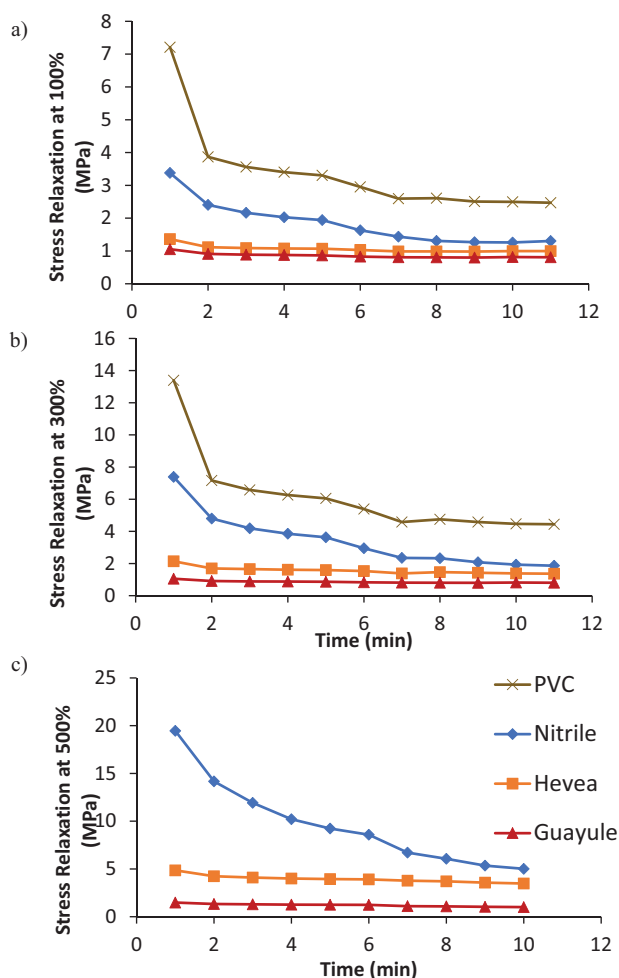 a)
Stress Relaxation at 100%
(MPa)
8
7
6
5
4
3
2
1
0
0 2 4 6 8 10 12
b)
Stress Relaxation at 300%
(MPa)
16
14
12
10
8
6
4
2
0
0 2 4 6 8 10 12
Time (min)
c)
Stress Relaxation at 500%
(MPa)
25
20
15
10
5
0
PVC
Nitrile
Hevea
Guayule
0 2 4 6 8 10 12
Time (min)